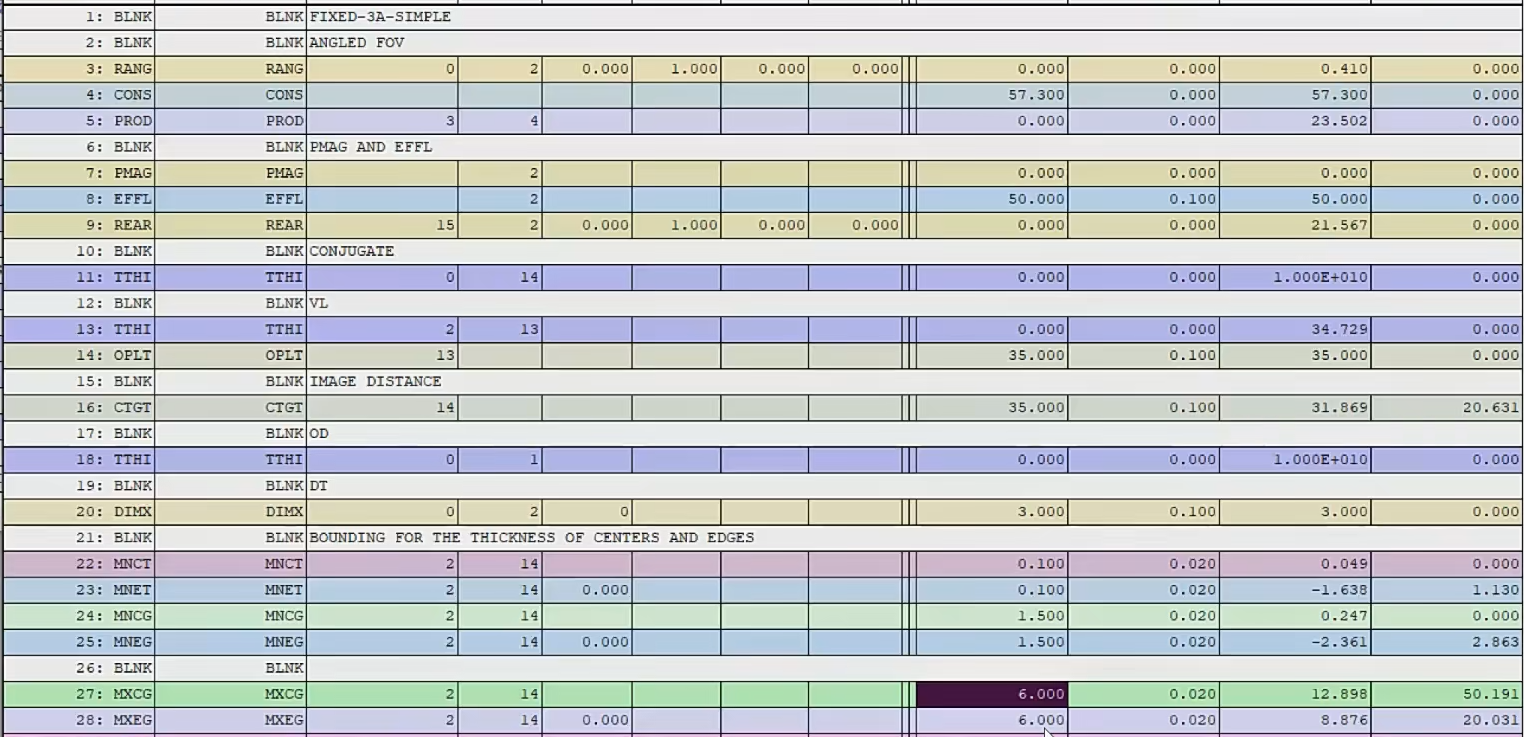 1: BLNK BLNK FIXED-3A-SIMPLE
2: BLNK BLNK ANGLED FOV
3: RANG RANG 0 2 0.000 1.000 0.000 0.000 0.000 0.000 0.410 0.000
4: CONS CONS 57.300 0.000 57.300 0.000
5: PROD PROD 3 4 0.000 0.000 23.502 0.000
6: BLNK BLNK PMAG AND EFFL
7: PMAG PMAG 2 0.000 0.000 0.000 0.000
8: EFFL EFFL 2 50.000 0.100 50.000 0.000
9: REAR REAR 15 2 0.000 1.000 0.000 0.000 0.000 0.000 21.567 0.000
10: BLNK BLNK CONJUGATE
11: TTHI TTHI 0 14 0.000 0.000 1.000E+010 0.000
12: BLNK BLNK VL
13: TTHI TTHI 2 13 0.000 0.000 34.729 0.000
14: OPLT OPLT 13 35.000 0.100 35.000 0.000
15: BLNK BLNK IMAGE DISTANCE
16: CTGT CTGT 14 35.000 0.100 31.869 20.631
17: BLNK BLNK OD
18: TTHI TTHI 0 1 0.000 0.000 1.000E+010 0.000
19: BLNK BLNK DT
20: DIMX DIMX 0 2 0 3.000 0.100 3.000 0.000
21: BLNK BLNK BOUNDING FOR THE THICKNESS OF CENTERS AND EDGES
22: MNCT MNCT 2 14 0.100 0.020 0.049 0.000
23: MNET MNET 2 14 0.000 0.100 0.020 -1.638 1.130
24: MNCG MNCG 2 14 1.500 0.020 0.247 0.000
25: MNEG MNEG 2 14 0.000 1.500 0.020 -2.361 2.863
26: BLNK BLNK
27: MXCG MXCG 2 14 6.000 0.020 12.898 50.191
28: MXEG MXEG 2 14 0.000 6.000 0.020 8.876 20.031